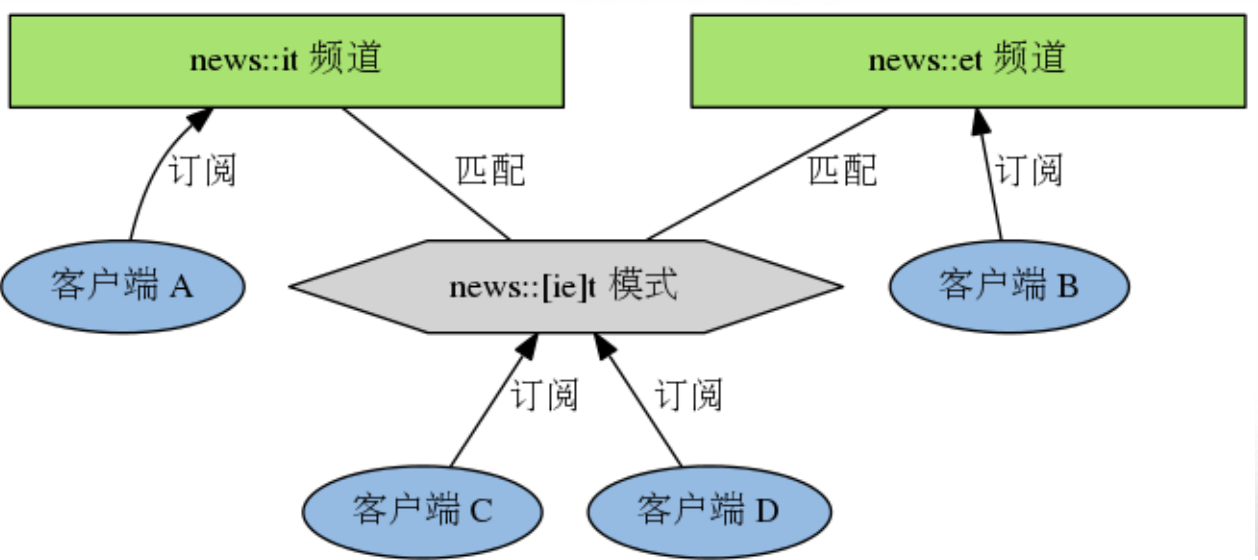 news::it 频道
news::et 频道
订阅
匹配
匹配
订阅
客户端 A
news::[ie]t 模式
客户端 B
订阅
订阅
客户端 C
客户端 D